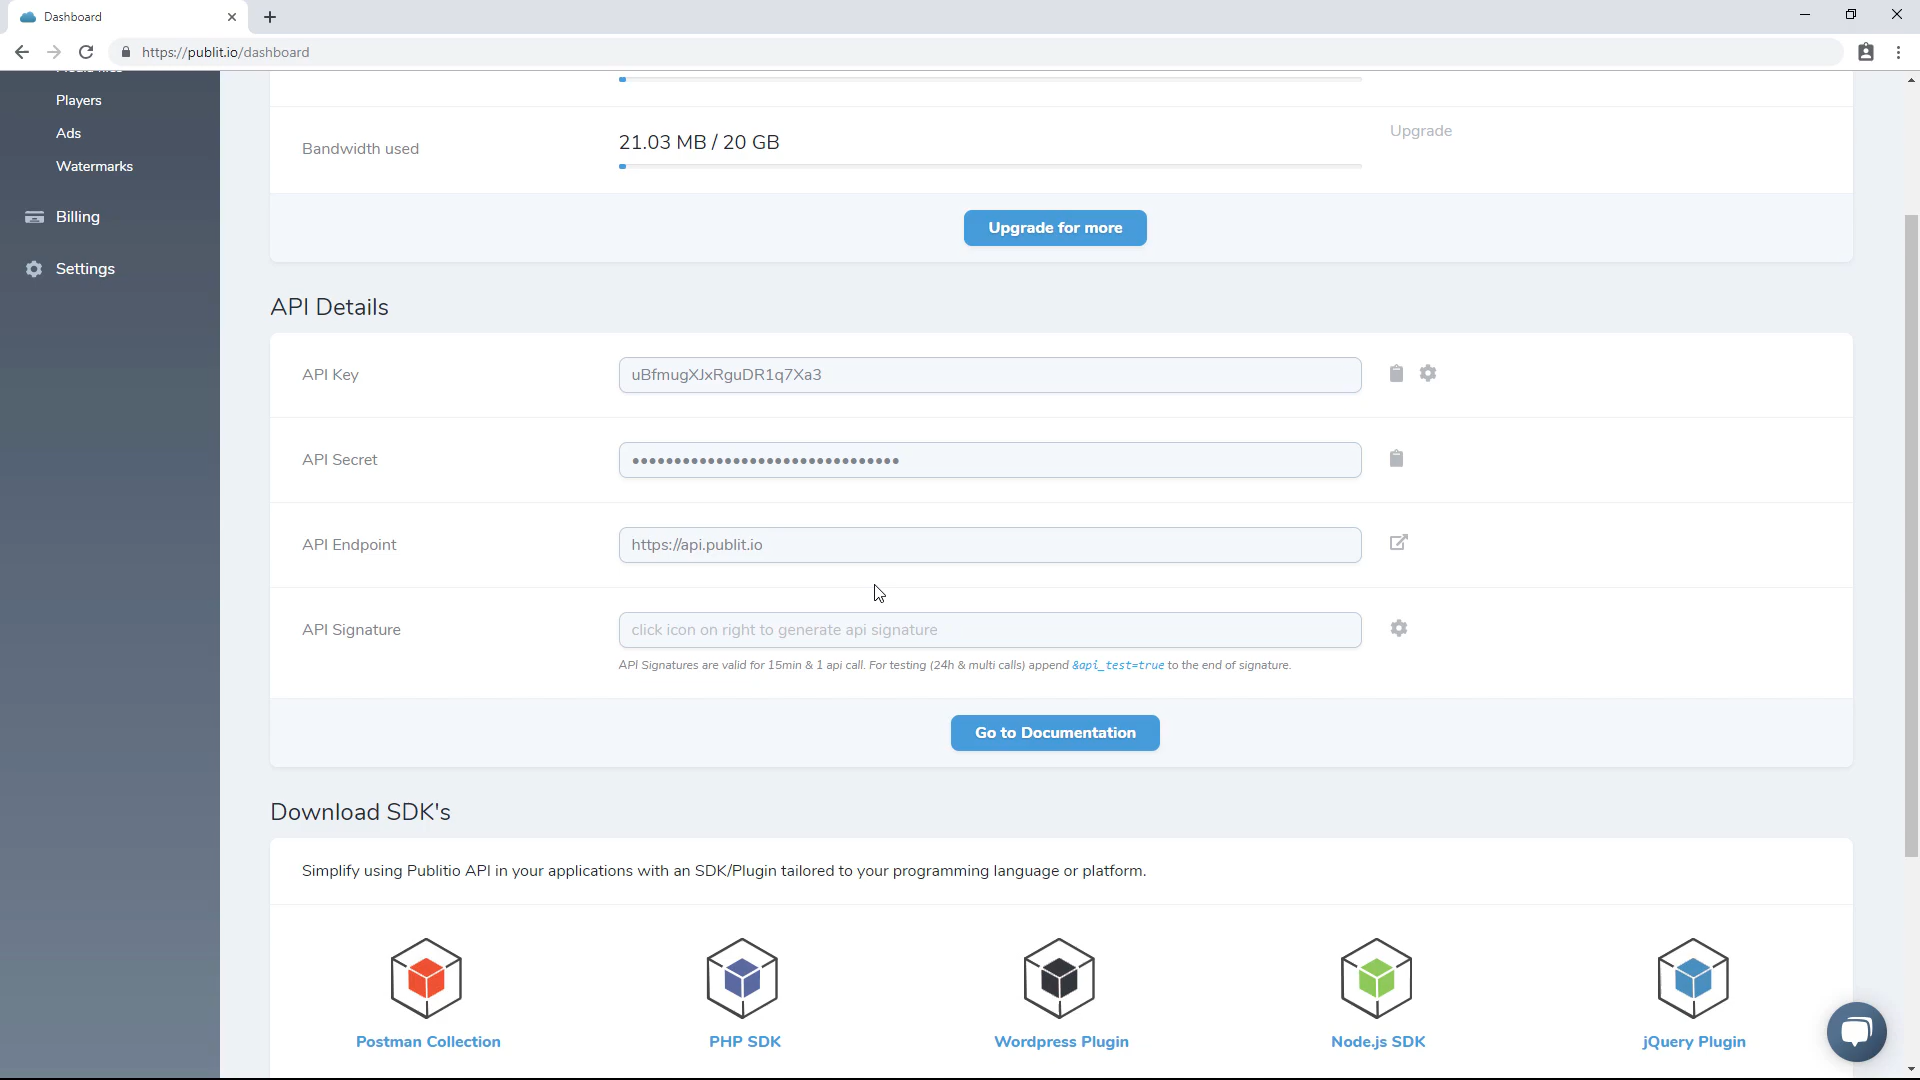 Dashboard
https://publit.io/dashboard
Media files
Players
Ads
Watermarks
Billing
Settings
Bandwidth used
21.03 MB / 20 GB
Upgrade
Upgrade for more
API Details
API Key
uBfmugXJxRguDR1q7Xa3
API Secret
••••••••••••••••••••••••••••••••
API Endpoint
https://api.publit.io
API Signature
click icon on right to generate api signature
API Signatures are valid for 15min & 1 api call. For testing (24h & multi calls) append &api_test=true to the end of signature.
Go to Documentation
Download SDK's
Simplify using Publitio API in your applications with an SDK/Plugin tailored to your programming language or platform.
Postman Collection
PHP SDK
Wordpress Plugin
Node.js SDK
jQuery Plugin